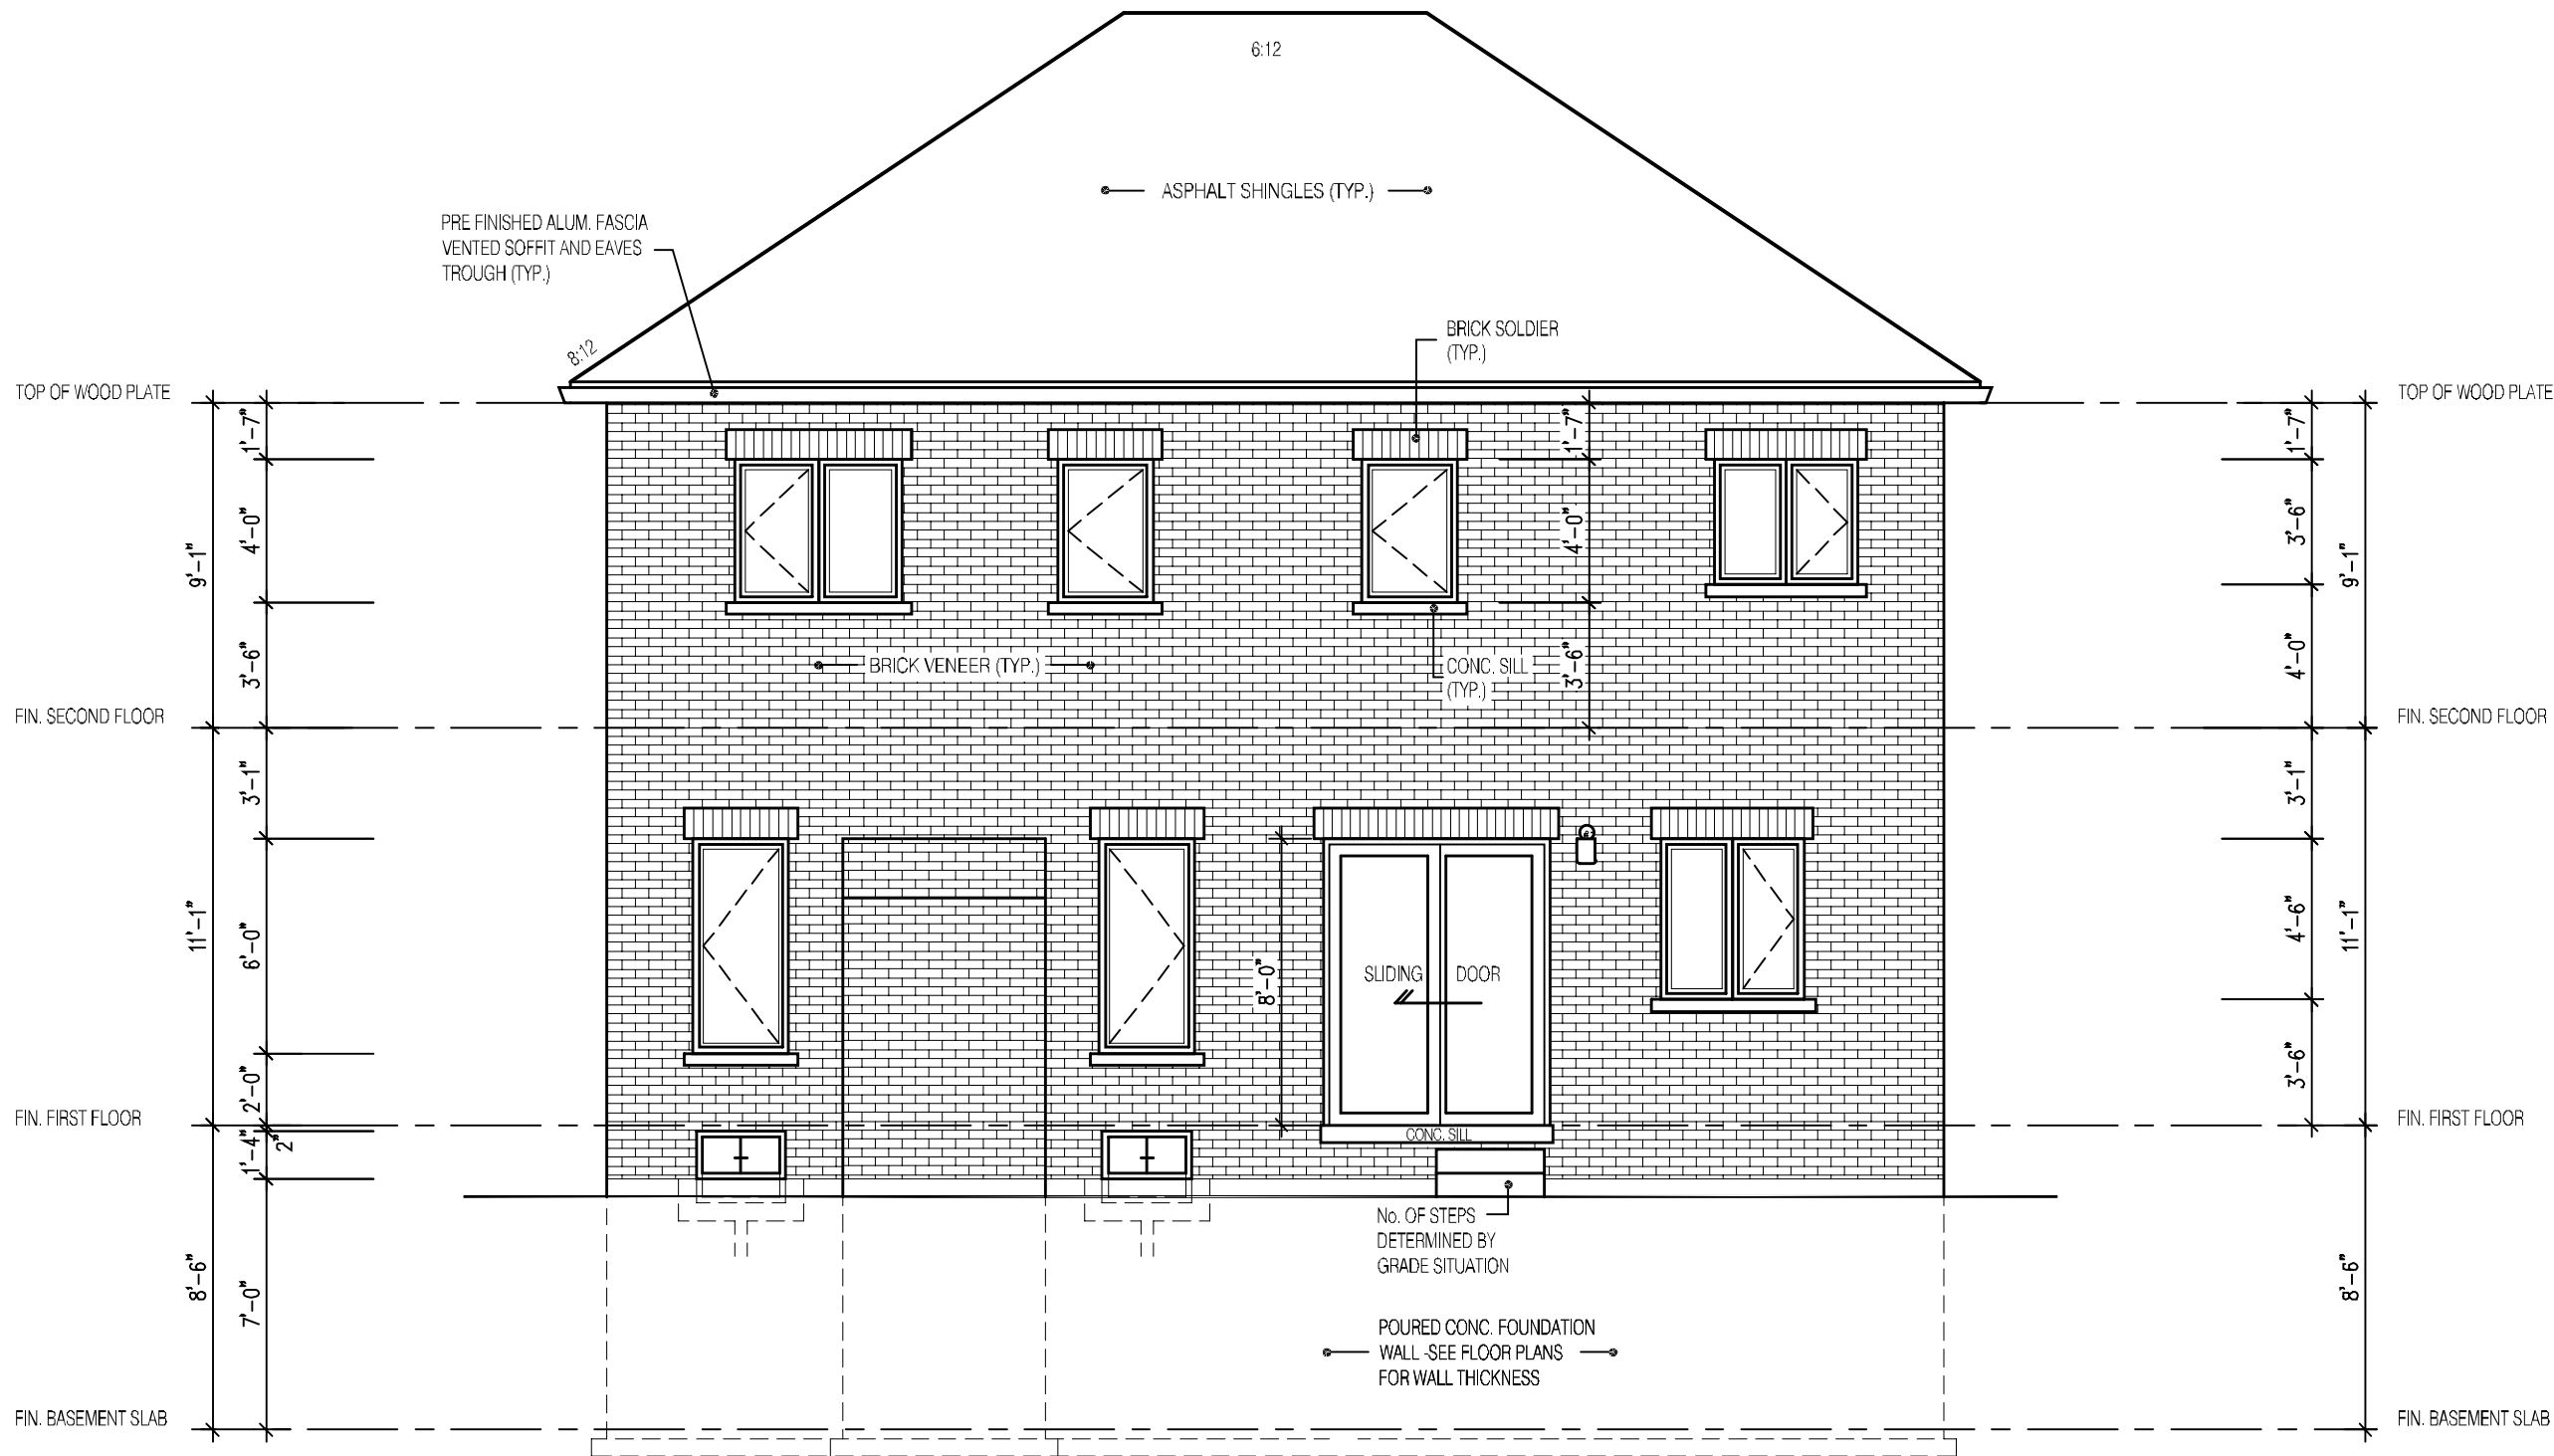 6:12
ASPHALT SHINGLES (TYP.)
PRE FINISHED ALUM. FASCIA
VENTED SOFFIT AND EAVES
TROUGH (TYP.)
8:12
BRICK SOLDIER
(TYP.)
TOP OF WOOD PLATE
TOP OF WOOD PLATE
1'-7"
4'-0"
9'-1"
3'-6"
1'-7"
4'-0"
3'-6"
1'-7"
3'-6"
9'-1"
4'-0"
BRICK VENEER (TYP.)
CONC. SILL
(TYP.)
FIN. SECOND FLOOR
FIN. SECOND FLOOR
3'-1"
11'-1"
6'-0"
2'-0"
8'-0"
SLIDING DOOR
3'-1"
4'-6"
11'-1"
3'-6"
FIN. FIRST FLOOR
FIN. FIRST FLOOR
CONC. SILL
1'-4"
2"
8'-6"
7'-0"
No. OF STEPS
DETERMINED BY
GRADE SITUATION
8'-6"
POURED CONC. FOUNDATION
WALL -SEE FLOOR PLANS
FOR WALL THICKNESS
FIN. BASEMENT SLAB
FIN. BASEMENT SLAB